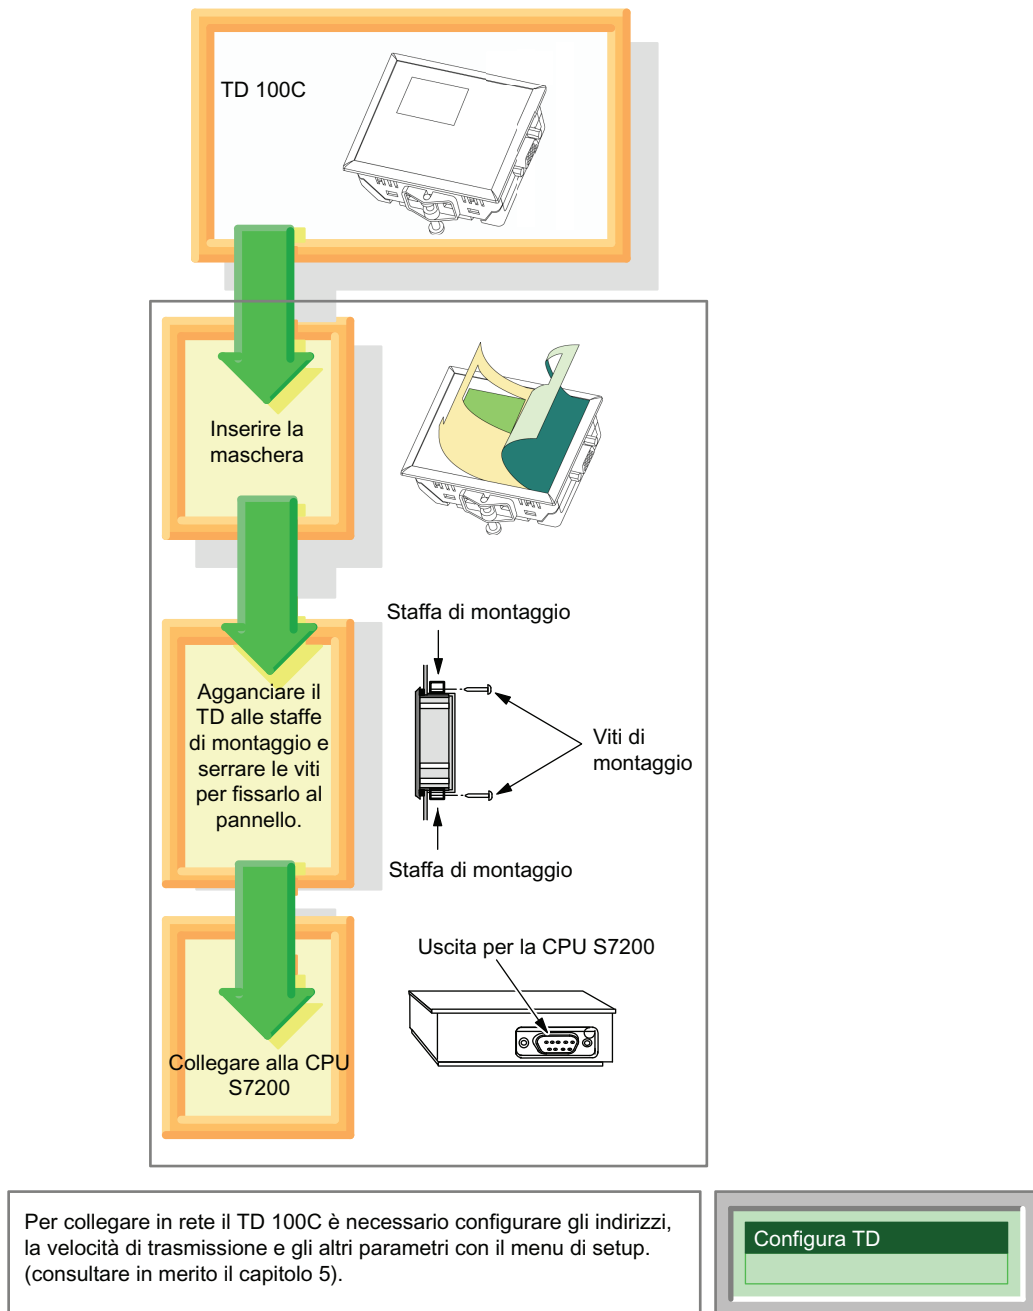 TD 100C
Inserire la
maschera
Staffa di montaggio
Agganciare il
TD alle staffe
di montaggio e
serrare le viti
per fissarlo al
pannello.
Viti di
montaggio
Staffa di montaggio
Uscita per la CPU S7200
Collegare alla CPU
S7200
Per collegare in rete il TD 100C è necessario configurare gli indirizzi,
la velocità di trasmissione e gli altri parametri con il menu di setup.
(consultare in merito il capitolo 5).
Configura TD